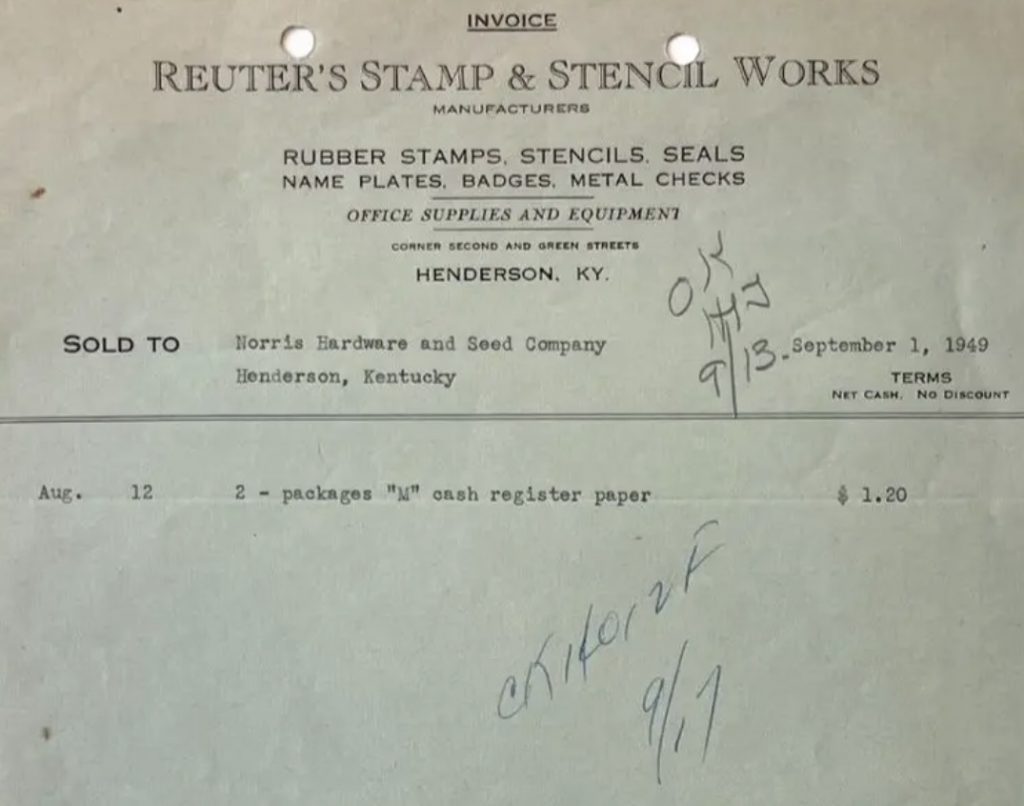 INVOICE
REUTER'S STAMP & STENCIL WORKS
MANUFACTURERS
RUBBER STAMPS, STENCILS, SEALS
NAME PLATES, BADGES, METAL CHECKS
OFFICE SUPPLIES AND EQUIPMENT
CORNER SECOND AND GREEN STREETS
HENDERSON, KY.
OK
9/13
SOLD TO Norris Hardware and Seed Company September 1, 1949
Henderson, Kentucky
TERMS
NET CASH, NO DISCOUNT
Aug. 12 2 - packages "M" cash register paper $ 1.20
CK
9/17